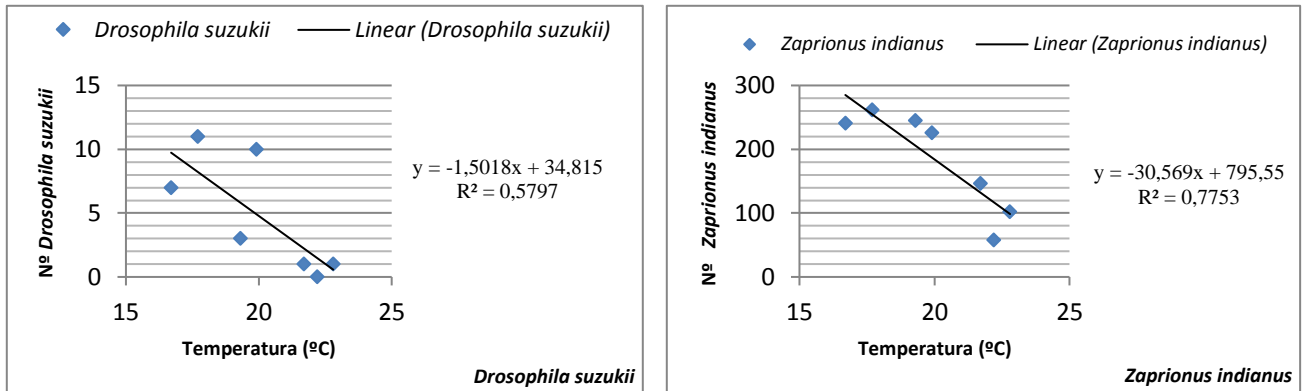 Drosophila suzukii Linear (Drosophila suzukii)
15
10
5
0
Nº Drosophila suzukii
15 20 25
Temperatura (ºC)
y = -1,5018x + 34,815
R² = 0,5797
Drosophila suzukii
Zaprionus indianus Linear (Zaprionus indianus)
300
200
100
0
Nº Zaprionus indianus
15 20 25
Temperatura (ºC)
y = -30,569x + 795,55
R² = 0,7753
Zaprionus indianus